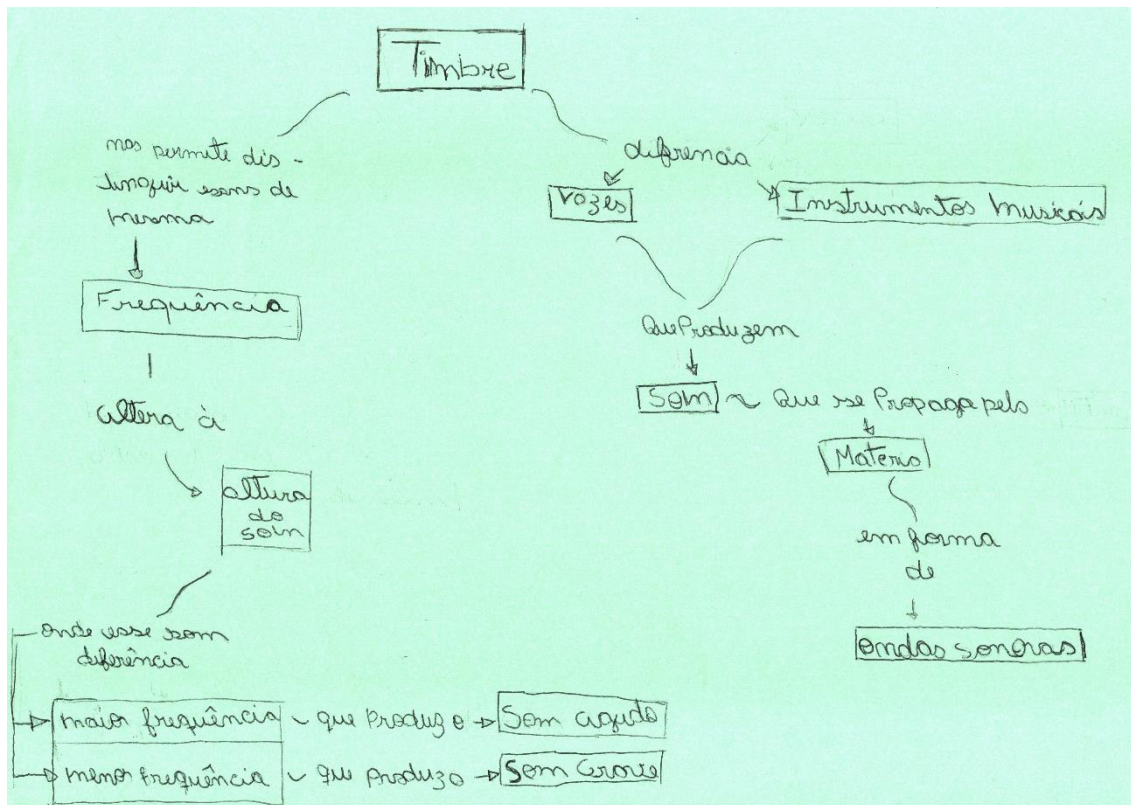 Timbre
nos permite dis-
tinguir sons de
mesma
Frequência
altera à
altura
do
som
onde esse som
diferência
maior frequência que Produz o Som agudo
menor frequência que produz o Som Grave
diferencia
Vozes
Instrumentos Musicais
Que Produzem
Som Que se Propaga pelo
Materio
em forma
de
ondas sonoras